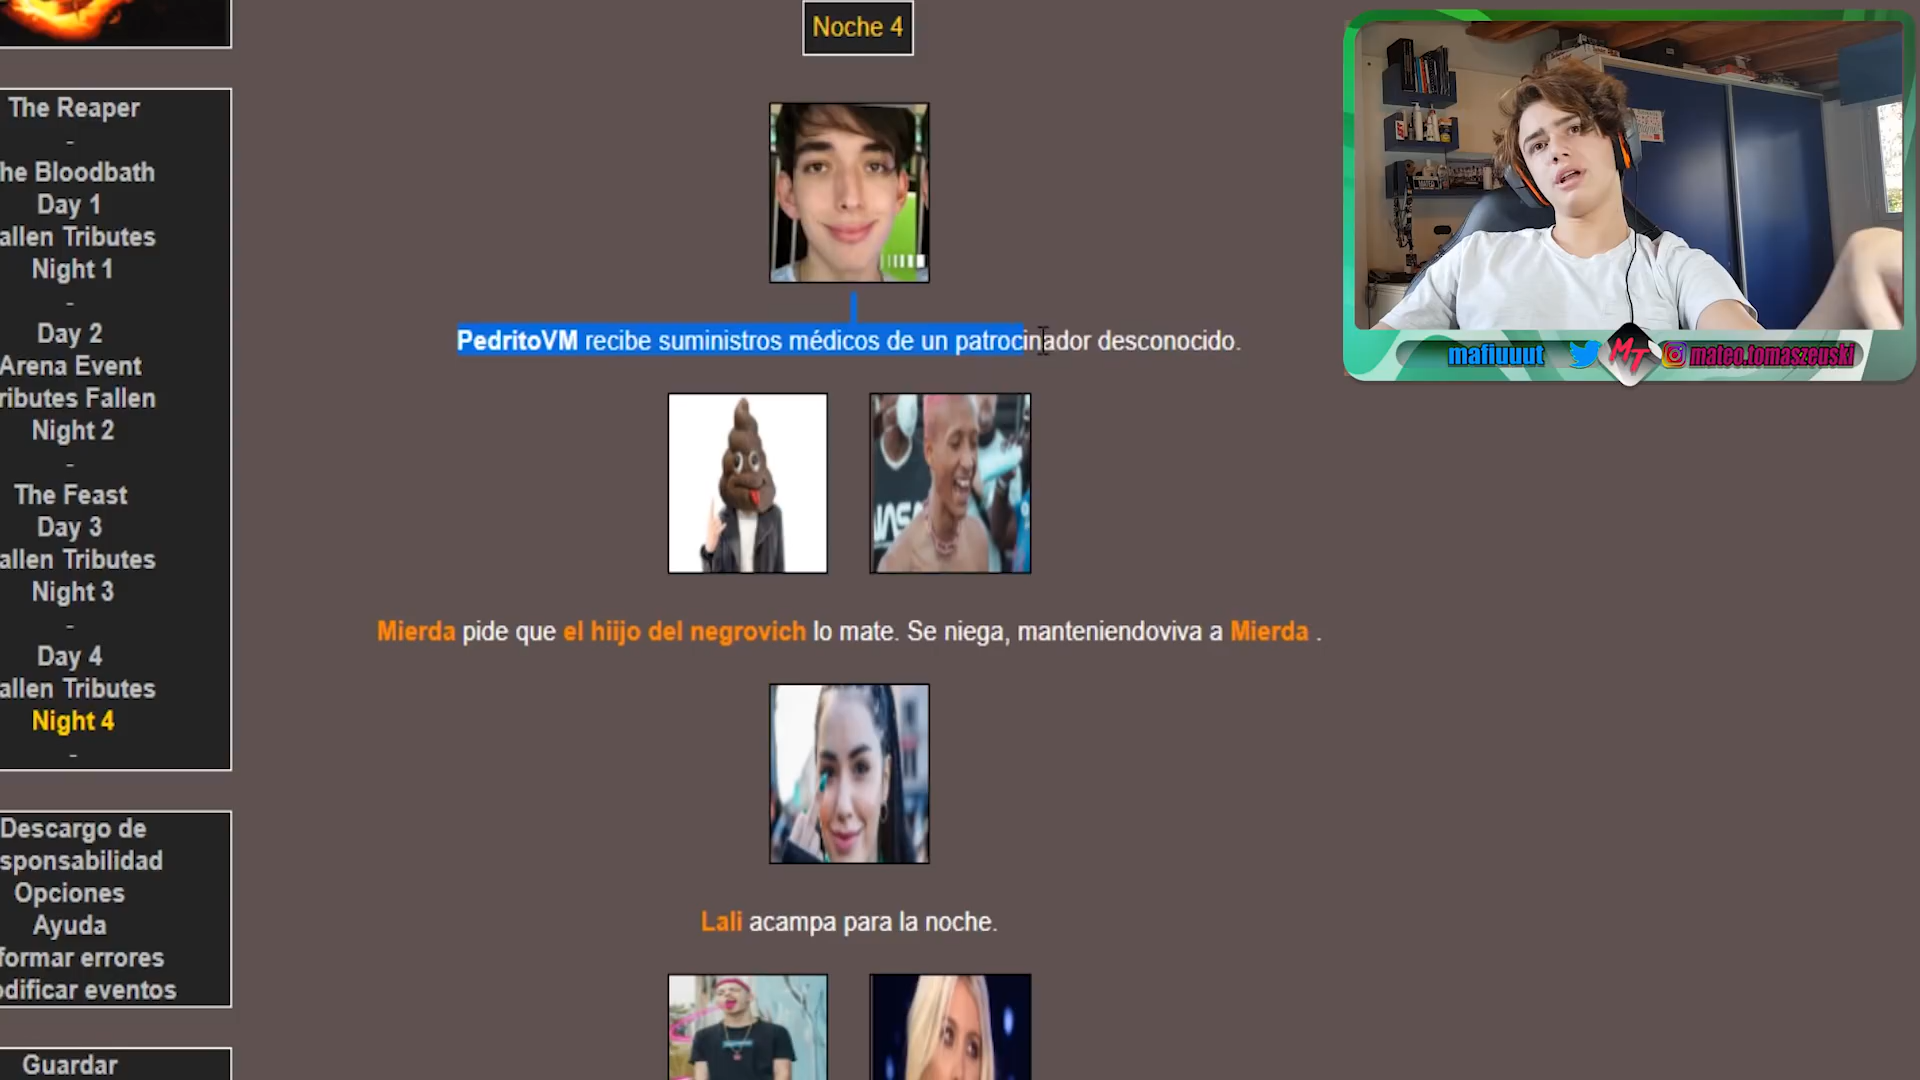 The Reaper
-
he Bloodbath
Day 1
allen Tributes
Night 1
-
Day 2
Arena Event
ributes Fallen
Night 2
-
The Feast
Day 3
allen Tributes
Night 3
-
Day 4
allen Tributes
Night 4
-
Descargo de
sponsabilidad
Opciones
Ayuda
formar errores
odificar eventos
Guardar
Noche 4
PedritoVM recibe suministros médicos de un patrocinador desconocido.
NASA
Mierda pide que el hiijo del negrovich lo mate. Se niega, manteniendoviva a Mierda .
Lali acampa para la noche.
mafiuuut
MT
mateo.tomaszeuski